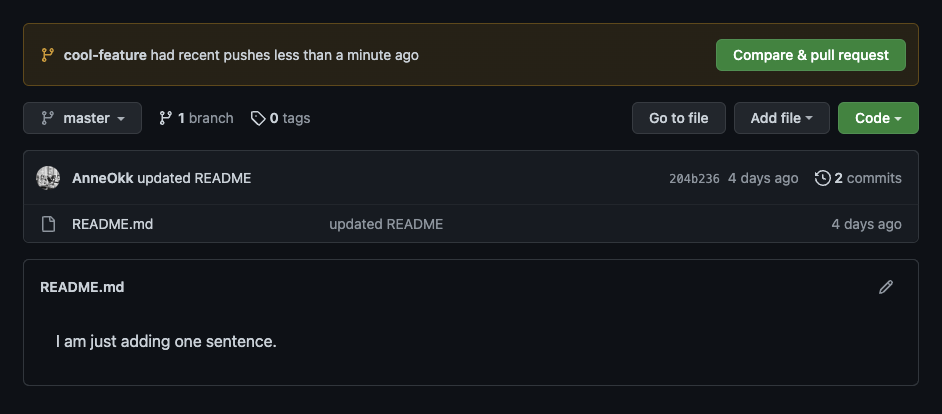 cool-feature had recent pushes less than a minute ago Compare & pull request
master 1 branch 0 tags Go to file Add file Code
AnneOkk updated README 204b236 4 days ago 2 commits
README.md updated README 4 days ago
README.md
I am just adding one sentence.